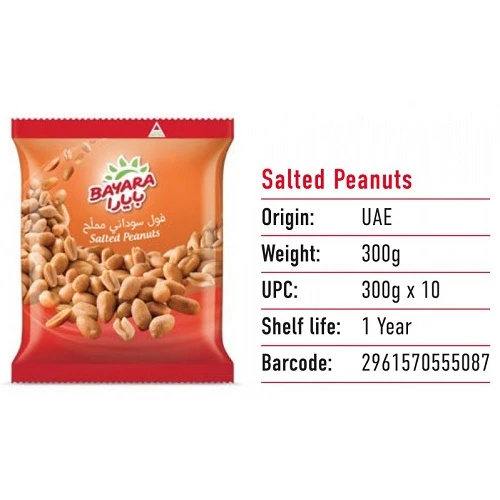 BAYARA
بايارا
فول سوداني مملّح
Salted Peanuts
Salted Peanuts
Origin: UAE
Weight: 300g
UPC: 300g x 10
Shelf life: 1 Year
Barcode: 2961570555087